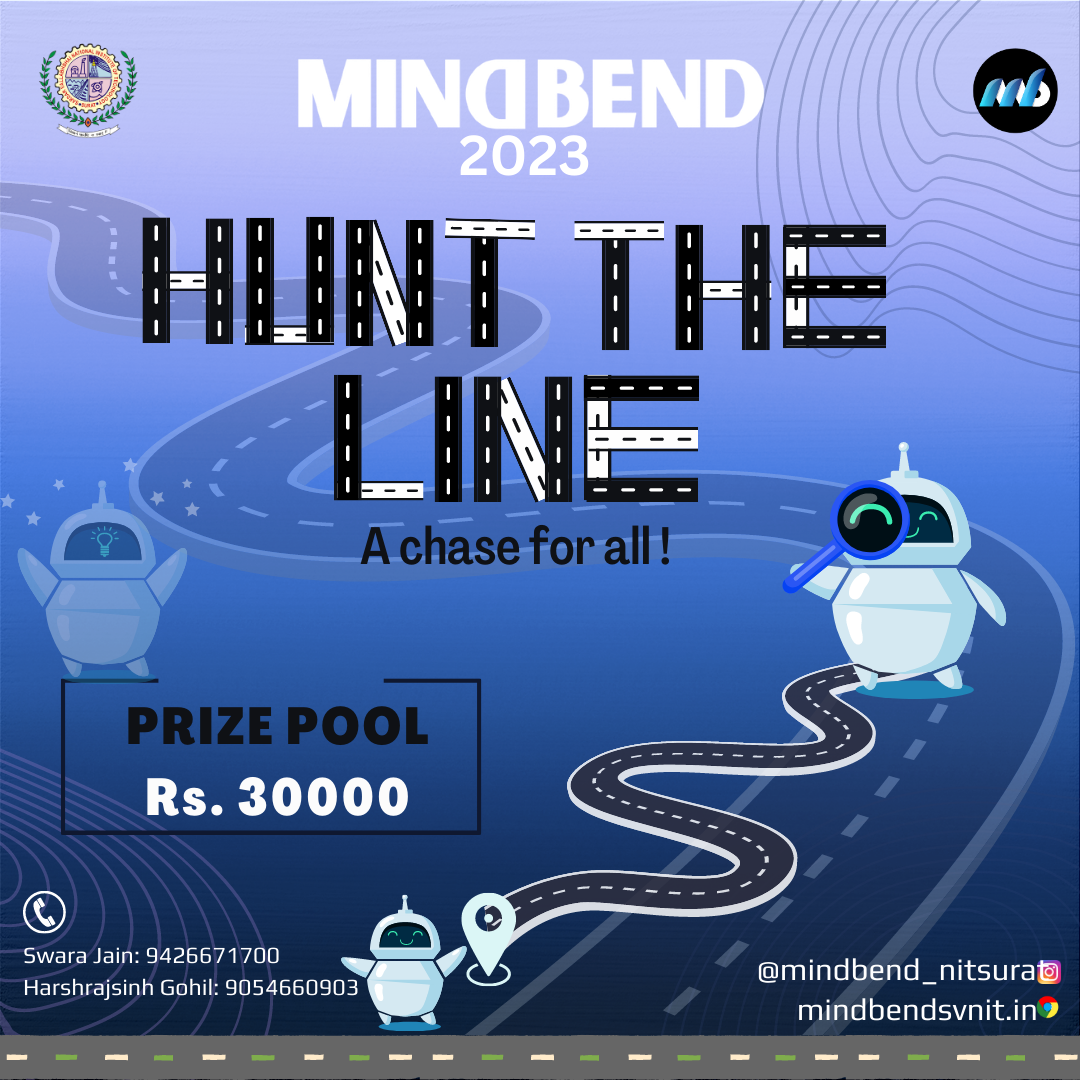 MINDBEND
2023
HUNT THE
LINE
A chase for all !
PRIZE POOL
Rs. 30000
Swara Jain: 9426671700
Harshrajsinh Gohil: 9054660903
@mindbend_nitsurat
mindbendsvnit.in
mb